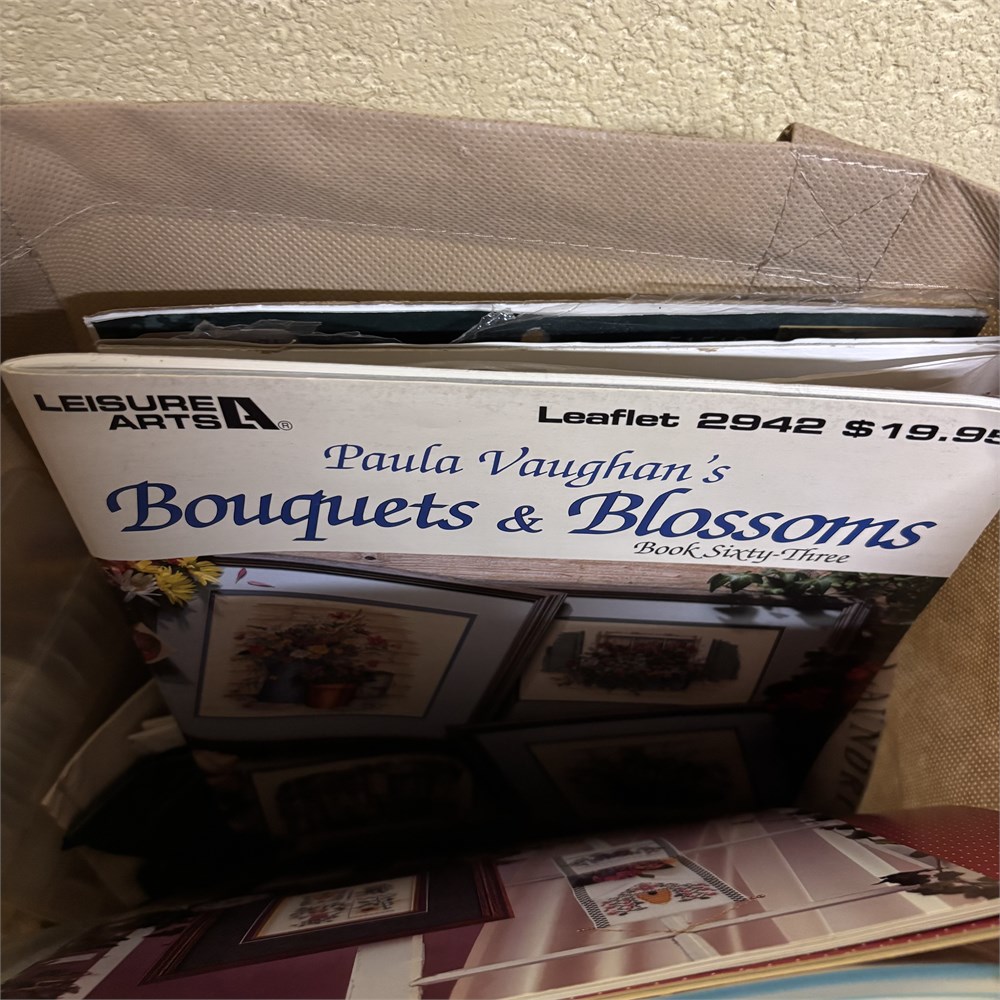 LEISURE
ARTS ®
Leaflet 2942 $19.95
Paula Vaughan's
Bouquets & Blossoms
Book Sixty-Three